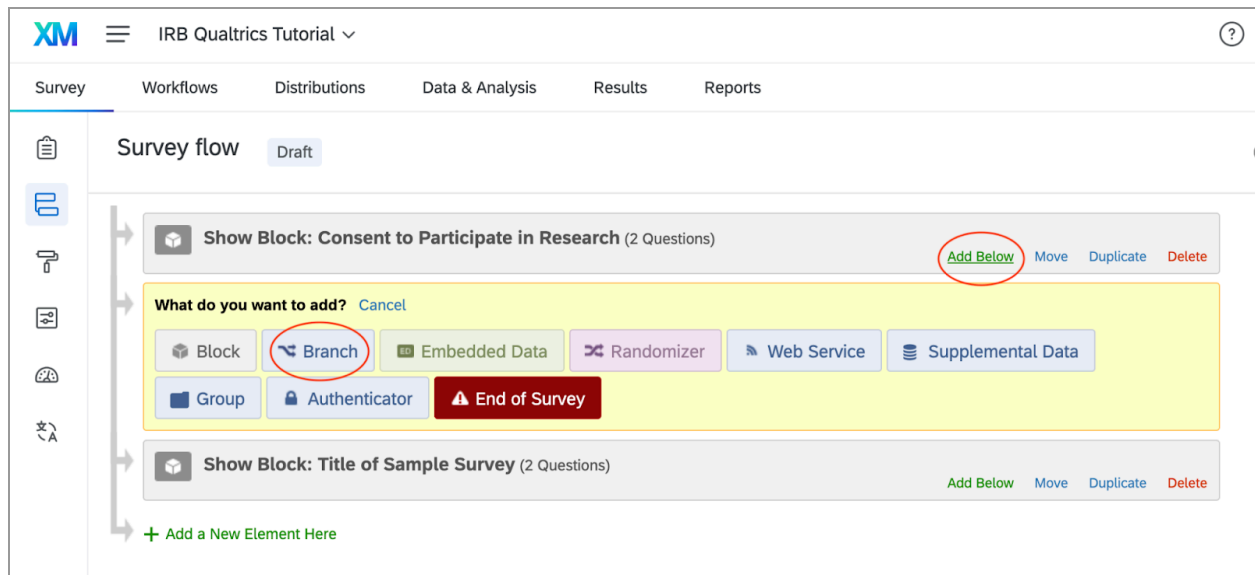 XM IRB Qualtrics Tutorial ?
Survey Workflows Distributions Data & Analysis Results Reports
Survey flow Draft
Show Block: Consent to Participate in Research (2 Questions)
Add Below Move Duplicate Delete
What do you want to add? Cancel
Block Branch ED Embedded Data Randomizer Web Service Supplemental Data
Group Authenticator End of Survey
Show Block: Title of Sample Survey (2 Questions)
Add Below Move Duplicate Delete
+ Add a New Element Here